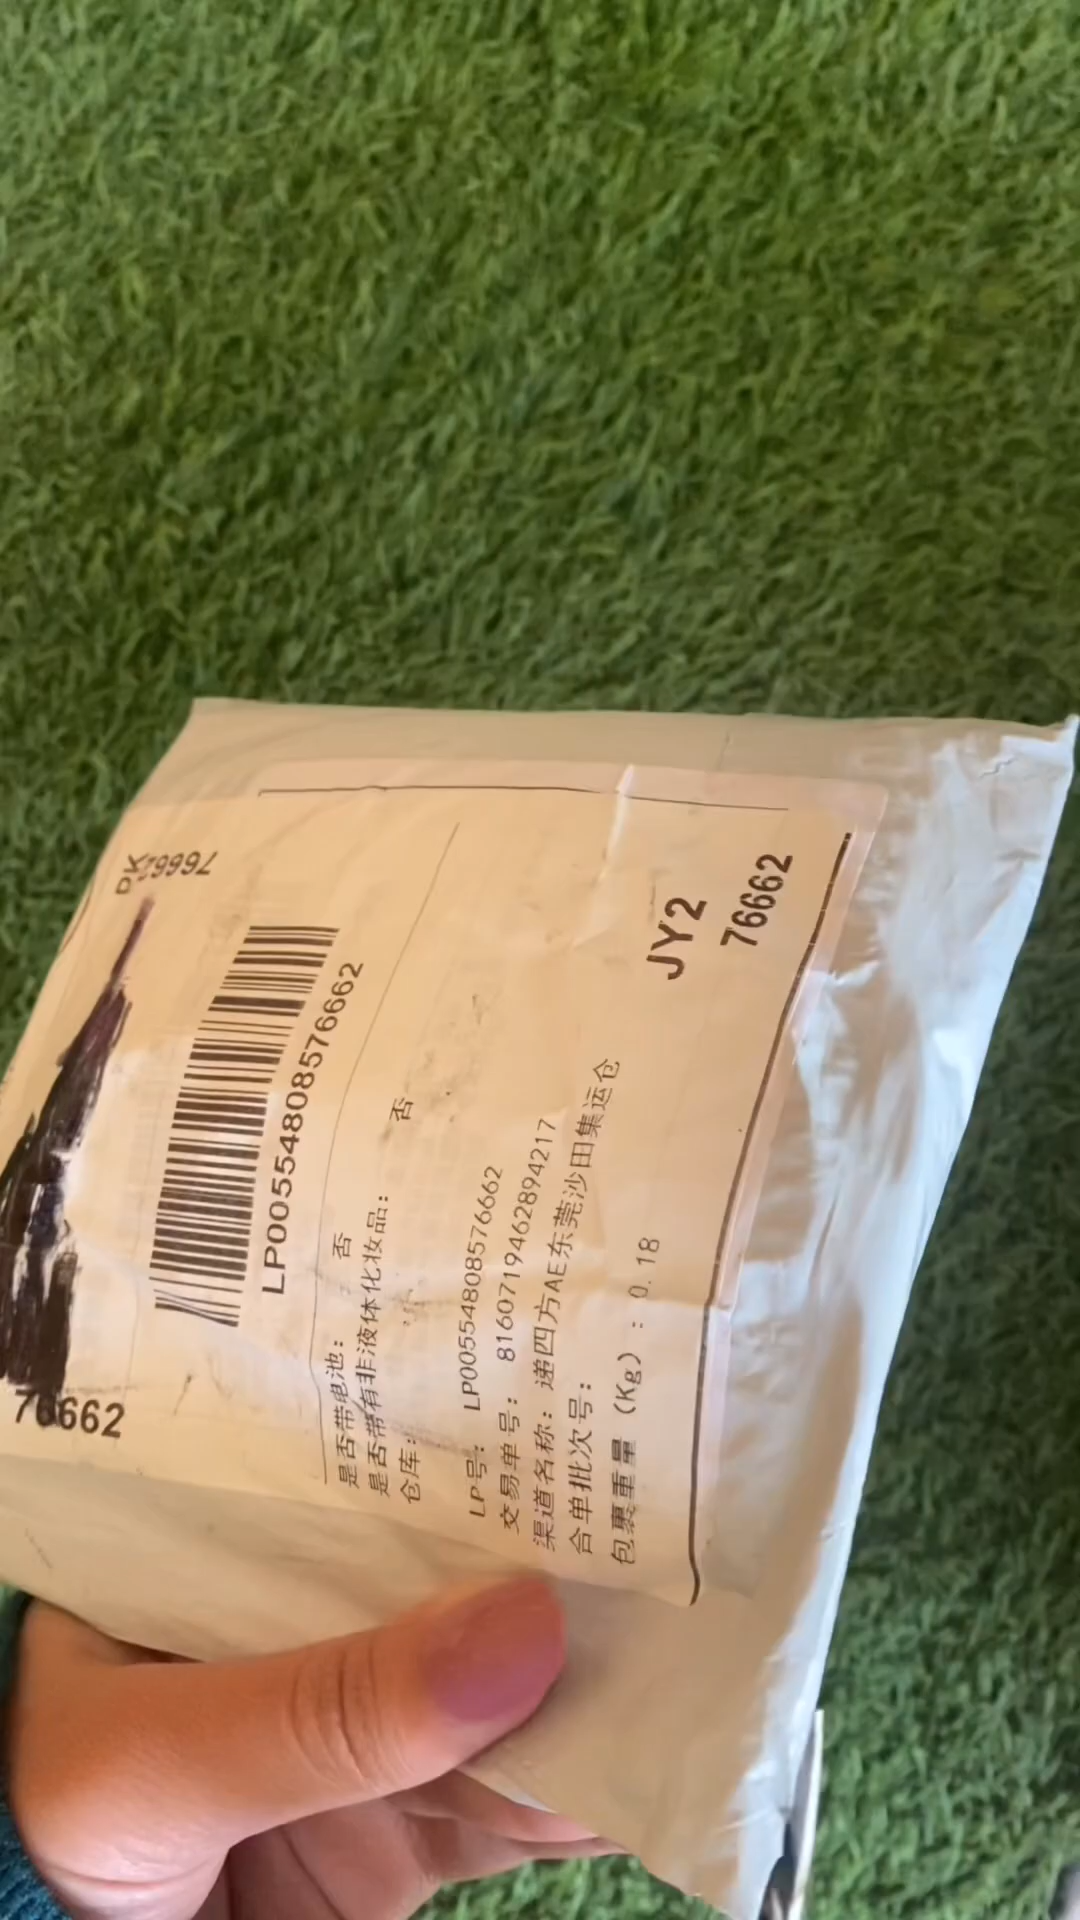 76662
PK
76662
LP00554808576662
是否带电池： 否
是否带有非液体化妆品： 否
仓库：
LP号： LP00554808576662
交易单号： 8160719462894217
渠道名称： 递四方AE东莞沙田集运仓
合单批次号：
包裹重量（Kg）：0.18
JY2
76662